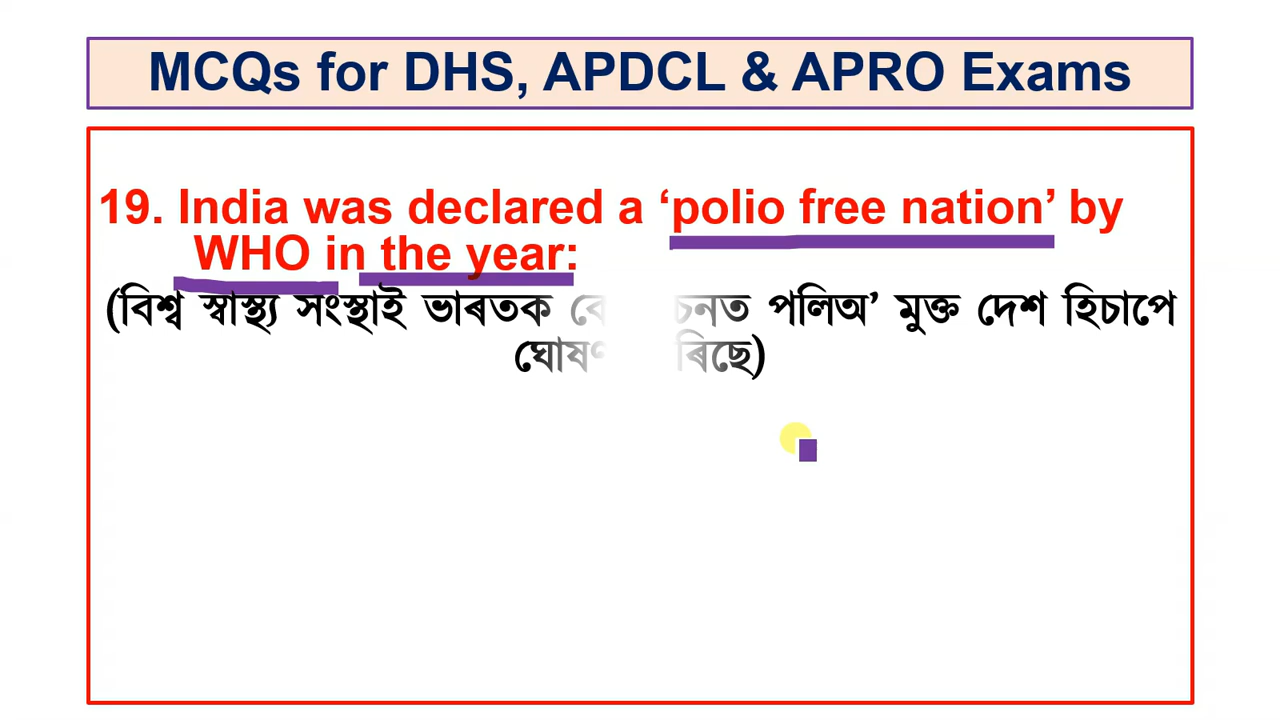 MCQs for DHS, APDCL & APRO Exams
19. India was declared a ‘polio free nation’ by
WHO in the year:
(বিশ্ব স্বাস্থ্য সংস্থাই ভাৰতক চনত পলিঅ’ মুক্ত দেশ হিচাপে